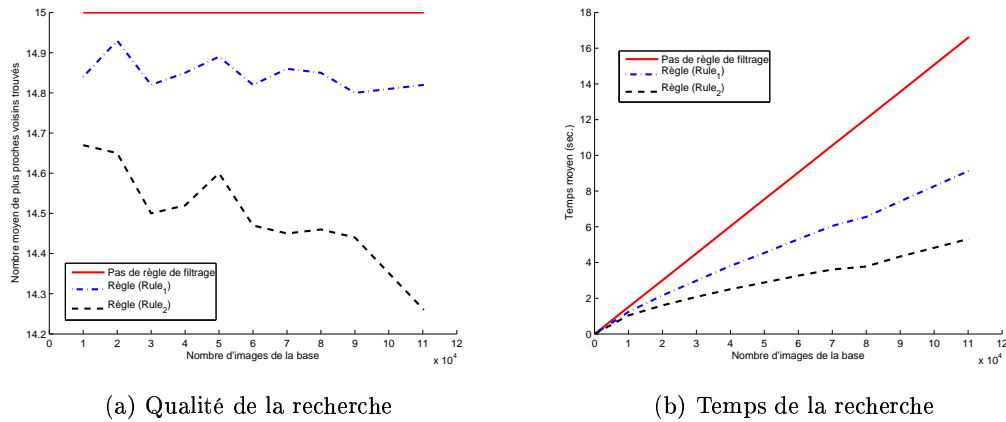 15
14.9
14.8
14.7
14.6
14.5
14.4
14.3
14.2
Nombre moyen de plus proches voisins trouvés
Pas de règle de filtrage
Règle (Rule1)
Règle (Rule2)
0 1 2 3 4 5 6 7 8 9 10 11 12
Nombre d'images de la base
x 10^4
(a) Qualité de la recherche
18
16
14
12
10
8
6
4
2
0
Temps moyen (sec.)
Pas de règle de filtrage
Règle (Rule1)
Règle (Rule2)
0 1 2 3 4 5 6 7 8 9 10 11 12
Nombre d'images de la base
x 10^4
(b) Temps de la recherche